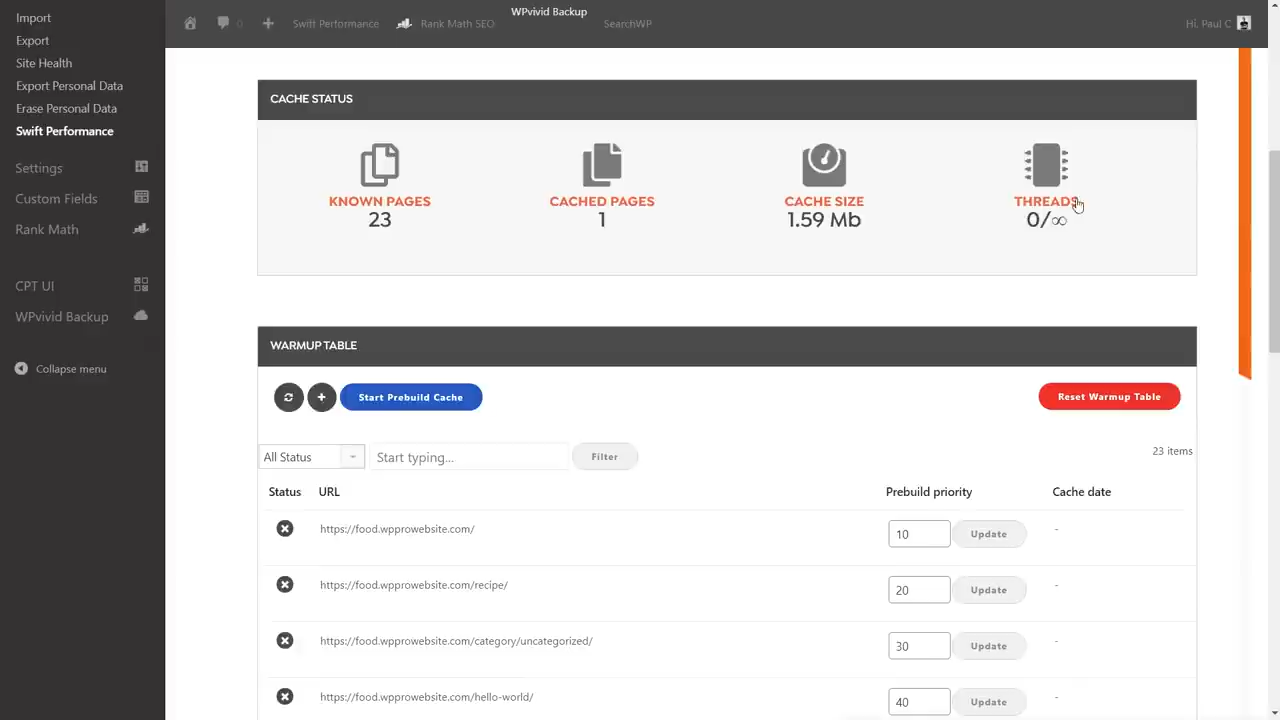 Import
Export
Site Health
Export Personal Data
Erase Personal Data
Swift Performance
Settings
Custom Fields
Rank Math
CPT UI
WPvivid Backup
Collapse menu
0 Swift Performance Rank Math SEO WPvivid Backup SearchWP Hi, Paul C
CACHE STATUS
KNOWN PAGES CACHED PAGES CACHE SIZE THREADS
23 1 1.59 Mb 0/∞
WARMUP TABLE
Start Prebuild Cache Reset Warmup Table
All Status Start typing... Filter 23 items
Status URL Prebuild priority Cache date
https://food.wpprowebsite.com/ 10 Update -
https://food.wpprowebsite.com/recipe/ 20 Update -
https://food.wpprowebsite.com/category/uncategorized/ 30 Update -
https://food.wpprowebsite.com/hello-world/ 40 Update -